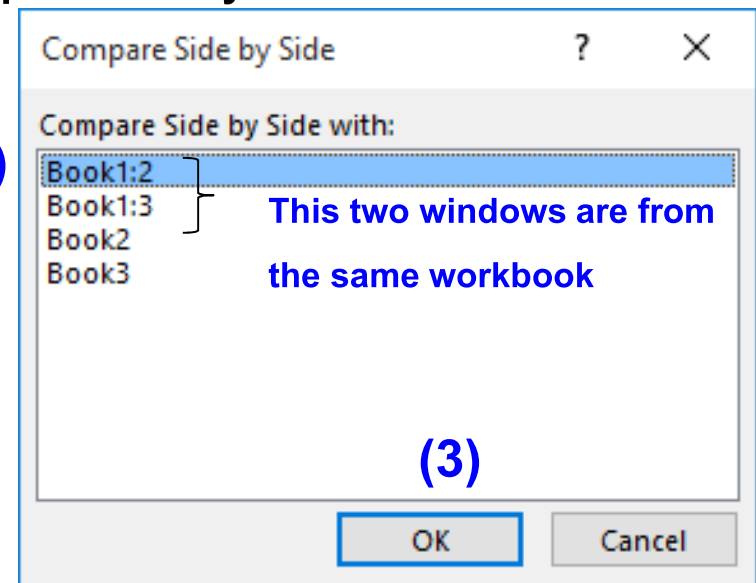 Compare Side by Side ?
Compare Side by Side with:
Book1:2
Book1:3
This two windows are from
Book2
the same workbook
Book3
(3)
OK Cancel